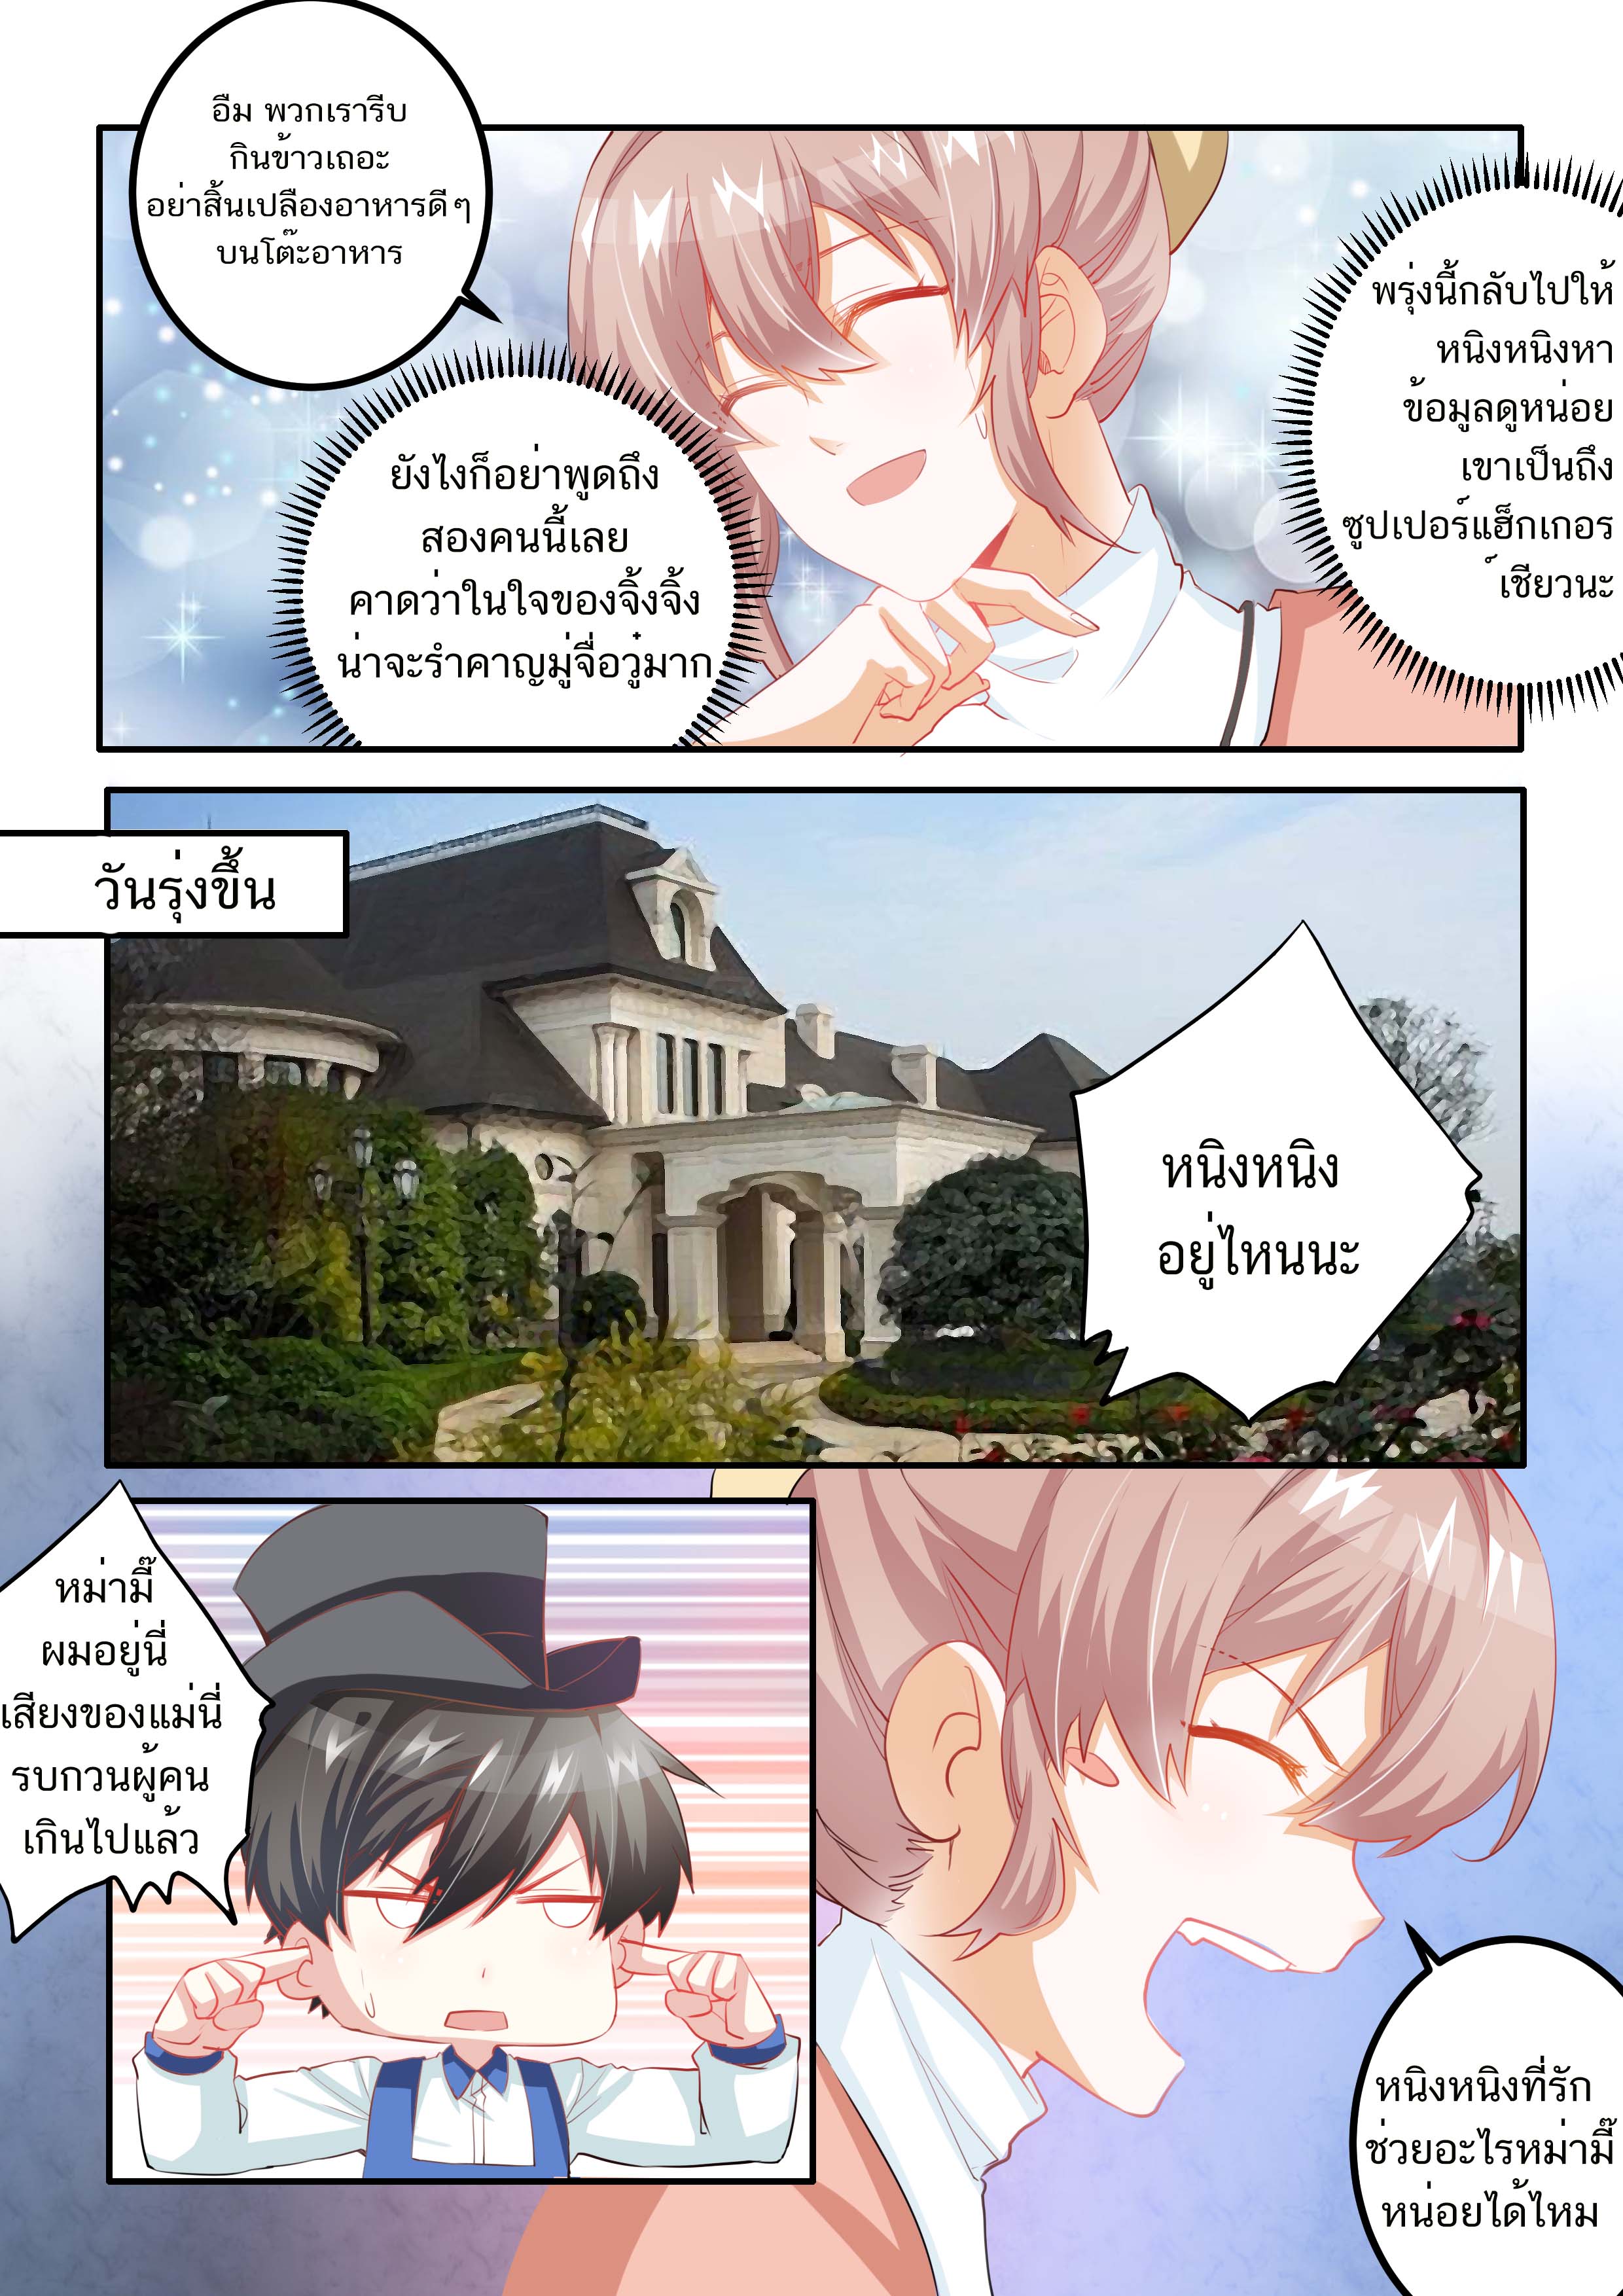 อืม พวกเรารีบ
กินข้าวเถอะ
อย่าสิ้นเปลืองอาหารดีๆ
บนโต๊ะอาหาร
ยังไงก็อย่าพูดถึง
สองคนนี้เลย
คาดว่าในใจของจิ้งจิ้ง
น่าจะรำคาญมู่จื่อวู๋มาก
พรุ่งนี้กลับไปให้
หนิงหนิงหา
ข้อมูลดูหน่อย
เขาเป็นถึง
ซูปเปอร์แฮ็กเกอร
์เชียวนะ
วันรุ่งขึ้น
หนิงหนิง
อยู่ไหนนะ
หม่ามี๊
ผมอยู่นี่
เสียงของแม่นี่
รบกวนผู้คน
เกินไปแล้ว
หนิงหนิงที่รัก
ช่วยอะไรหม่ามี๊
หน่อยได้ไหม